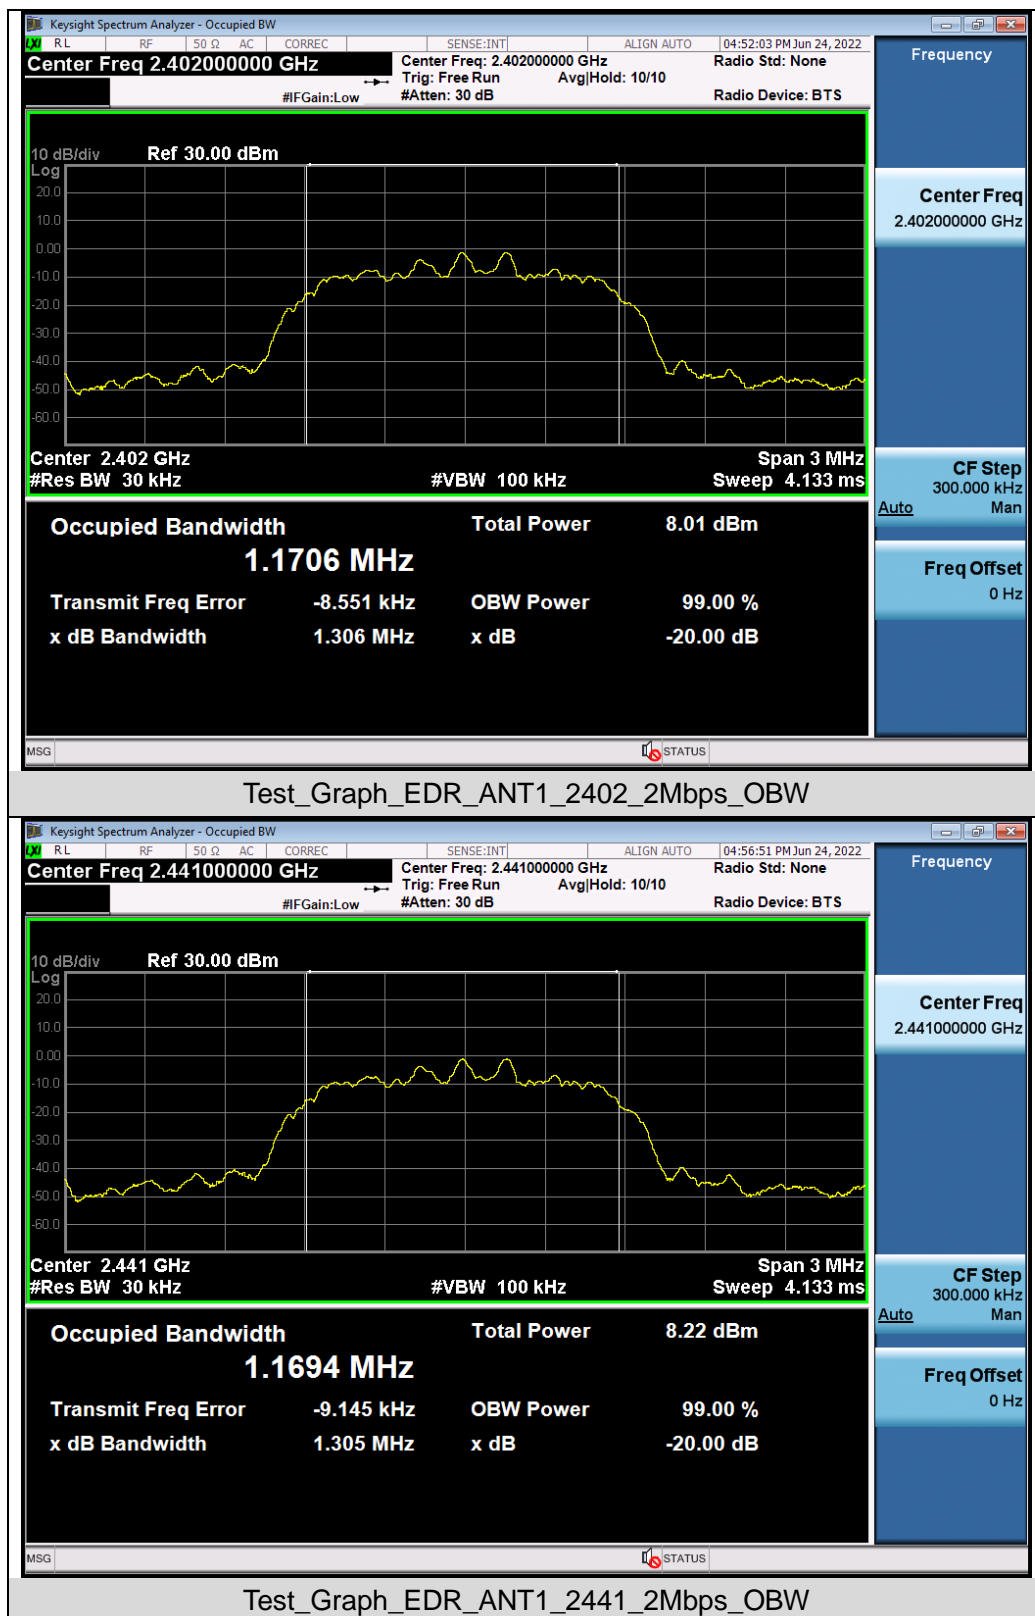 Keysight Spectrum Analyzer - Occupied BW
LXI RL RF 50 Ω AC CORREC SENSE:INT ALIGN AUTO 04:52:03 PM Jun 24, 2022
Center Freq 2.402000000 GHz
Center Freq: 2.402000000 GHz
Radio Std: None
Trig: Free Run Avg|Hold: 10/10
#IFGain:Low
#Atten: 30 dB
Radio Device: BTS
Frequency
10 dB/div Ref 30.00 dBm
Log
20.0
10.0
0.00
-10.0
-20.0
-30.0
-40.0
-50.0
-60.0
Center 2.402 GHz Span 3 MHz
#Res BW 30 kHz #VBW 100 kHz Sweep 4.133 ms
Center Freq
2.402000000 GHz
CF Step
300.000 kHz
Auto Man
Freq Offset
0 Hz
Occupied Bandwidth Total Power 8.01 dBm
1.1706 MHz
Transmit Freq Error -8.551 kHz OBW Power 99.00 %
x dB Bandwidth 1.306 MHz x dB -20.00 dB
MSG STATUS
Test_Graph_EDR_ANT1_2402_2Mbps_OBW
Keysight Spectrum Analyzer - Occupied BW
LXI RL RF 50 Ω AC CORREC SENSE:INT ALIGN AUTO 04:56:51 PM Jun 24, 2022
Center Freq 2.441000000 GHz
Center Freq: 2.441000000 GHz
Radio Std: None
Trig: Free Run Avg|Hold: 10/10
#IFGain:Low
#Atten: 30 dB
Radio Device: BTS
Frequency
10 dB/div Ref 30.00 dBm
Log
20.0
10.0
0.00
-10.0
-20.0
-30.0
-40.0
-50.0
-60.0
Center 2.441 GHz Span 3 MHz
#Res BW 30 kHz #VBW 100 kHz Sweep 4.133 ms
Center Freq
2.441000000 GHz
CF Step
300.000 kHz
Auto Man
Freq Offset
0 Hz
Occupied Bandwidth Total Power 8.22 dBm
1.1694 MHz
Transmit Freq Error -9.145 kHz OBW Power 99.00 %
x dB Bandwidth 1.305 MHz x dB -20.00 dB
MSG STATUS
Test_Graph_EDR_ANT1_2441_2Mbps_OBW